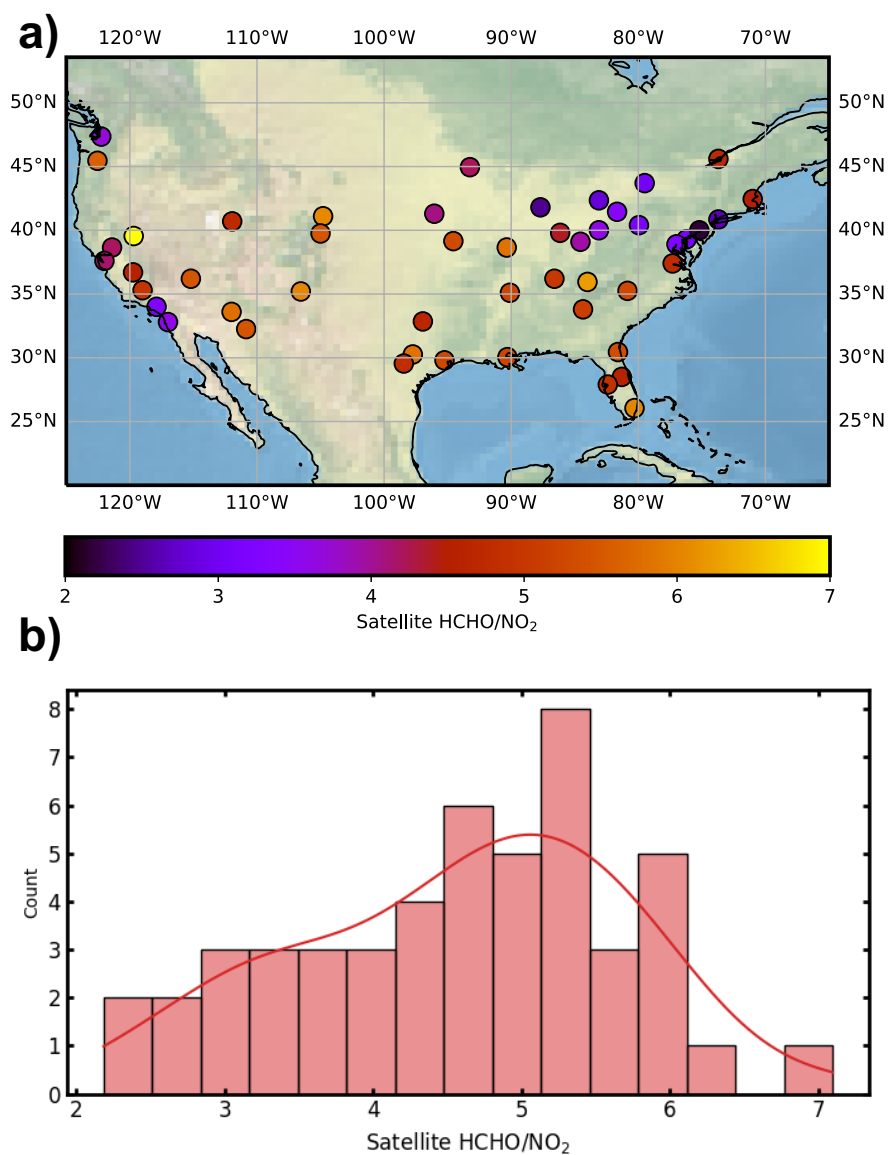 a)
120°W 110°W 100°W 90°W 80°W 70°W
50°N 50°N
45°N 45°N
40°N 40°N
35°N 35°N
30°N 30°N
25°N 25°N
120°W 110°W 100°W 90°W 80°W 70°W
2 3 4 5 6 7
Satellite HCHO/NO₂
b)
8
7
6
5
4
3
2
1
0
Count
2 3 4 5 6 7
Satellite HCHO/NO₂